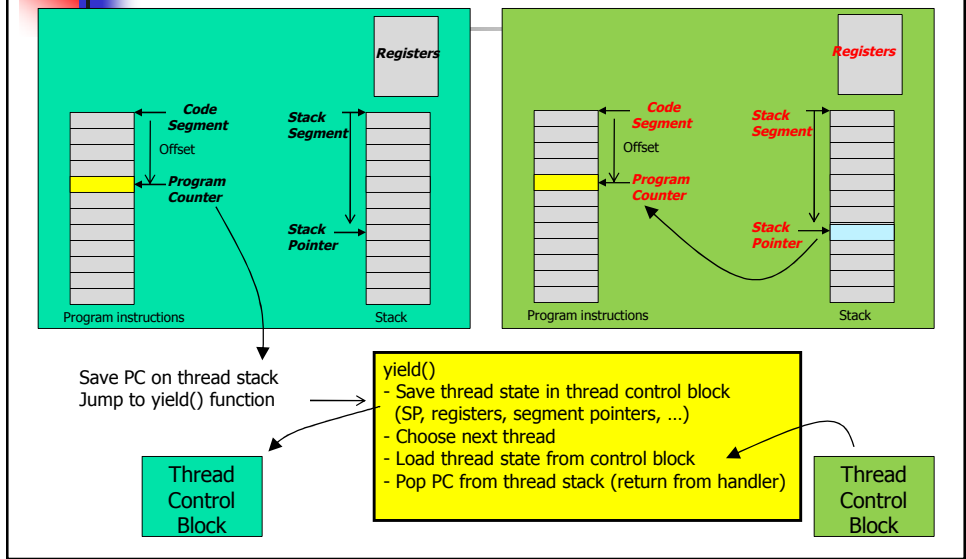 Registers
Code
Segment
Offset
Program
Counter
Stack
Segment
Stack
Pointer
Program instructions
Stack
Registers
Code
Segment
Offset
Program
Counter
Stack
Segment
Stack
Pointer
Program instructions
Stack
Save PC on thread stack
Jump to yield() function
yield()
- Save thread state in thread control block
(SP, registers, segment pointers, …)
- Choose next thread
- Load thread state from control block
- Pop PC from thread stack (return from handler)
Thread
Control
Block
Thread
Control
Block